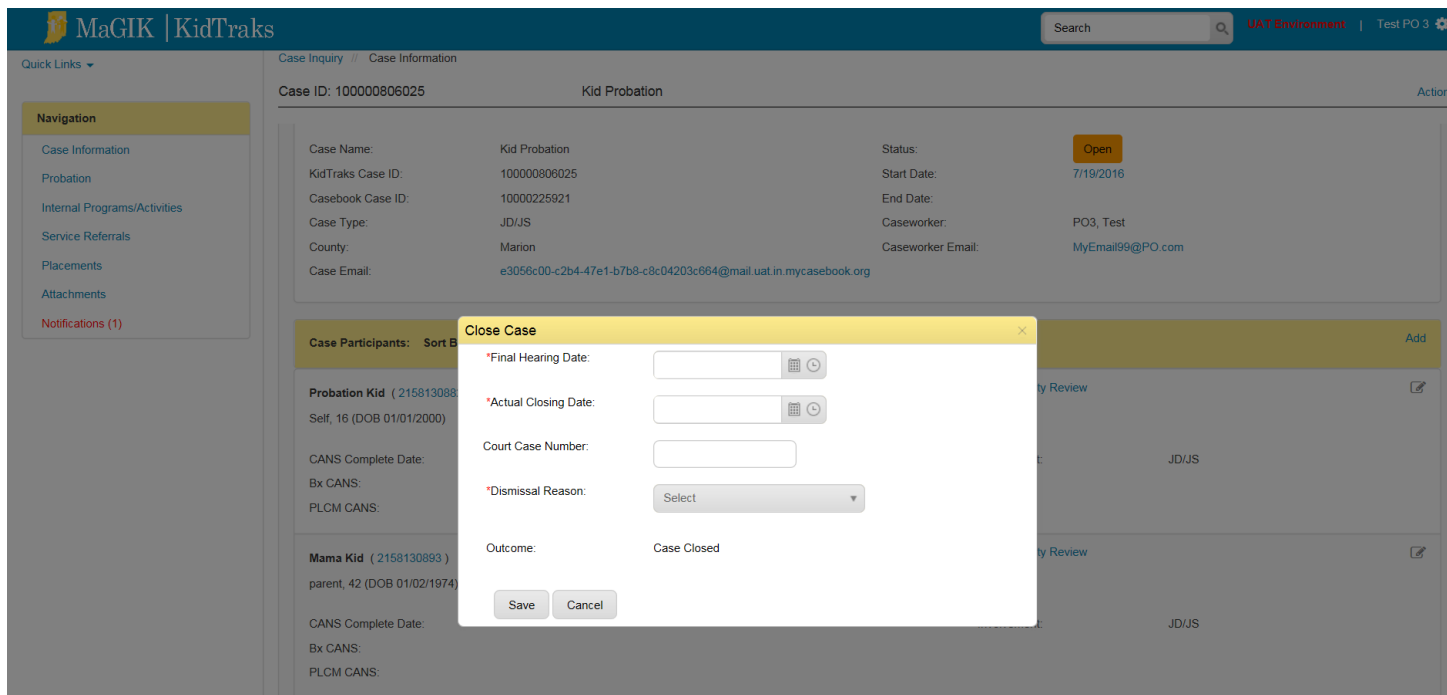 MaGIK | KidTraks
Search
UAT Environment | Test PO 3
Quick Links
Case Inquiry // Case Information
Case ID: 100000806025 Kid Probation
Action
Navigation
Case Information
Probation
Internal Programs/Activities
Service Referrals
Placements
Attachments
Notifications (1)
Case Name: Kid Probation Status: Open
KidTraks Case ID: 100000806025 Start Date: 7/19/2016
Casebook Case ID: 10000225921 End Date:
Case Type: JD/JS Caseworker: PO3, Test
County: Marion Caseworker Email: MyEmail99@PO.com
Case Email: e3056c00-c2b4-47e1-b7b8-c8c04203c664@mail.uat.in.mycasebook.org
Case Participants: Sort B
Add
Probation Kid ( 215813088
ty Review
Self, 16 (DOB 01/01/2000)
CANS Complete Date:
t: JD/JS
Bx CANS:
PLCM CANS:
Mama Kid ( 2158130893 )
ty Review
parent, 42 (DOB 01/02/1974)
CANS Complete Date:
JD/JS
Bx CANS:
PLCM CANS:
Close Case
*Final Hearing Date:
*Actual Closing Date:
Court Case Number:
*Dismissal Reason: Select
Outcome: Case Closed
Save Cancel